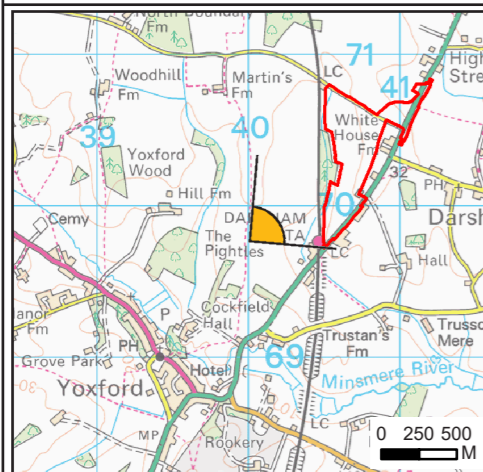 Fm
Woodhill
Fm
Martin's
Fm
LC
71
41
High
Stre
39
40
White
House
Fm
Yoxford
Wood
Hill Fm
32
PH
70
Cemy
The
Pightles
TA
LC
Darsh
Hall
P
Cockfield
Hall
anor
Fm
PH
Grove Park
Hotel
69
Trustan's
Fm
Trusso
Mere
Yoxford
Minsmere River
MP
Rookery
LC
0 250 500
M